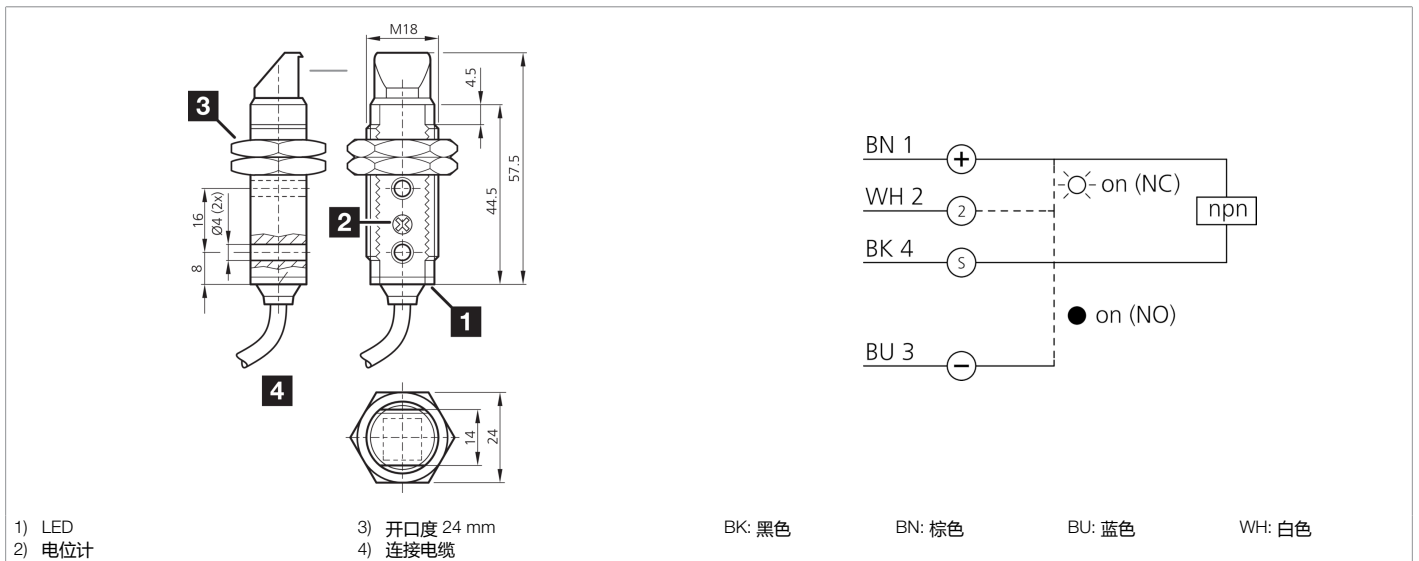 M18
4.5
3
57.5
44.5
2
16
Ø4 (2x)
8
1
4
14
24
BN 1
+
on (NC)
WH 2
2
npn
BK 4
S
on (NO)
BU 3
−
1) LED
2) 电位计
3) 开口度 24 mm
4) 连接电缆
BK: 黑色 BN: 棕色 BU: 蓝色 WH: 白色